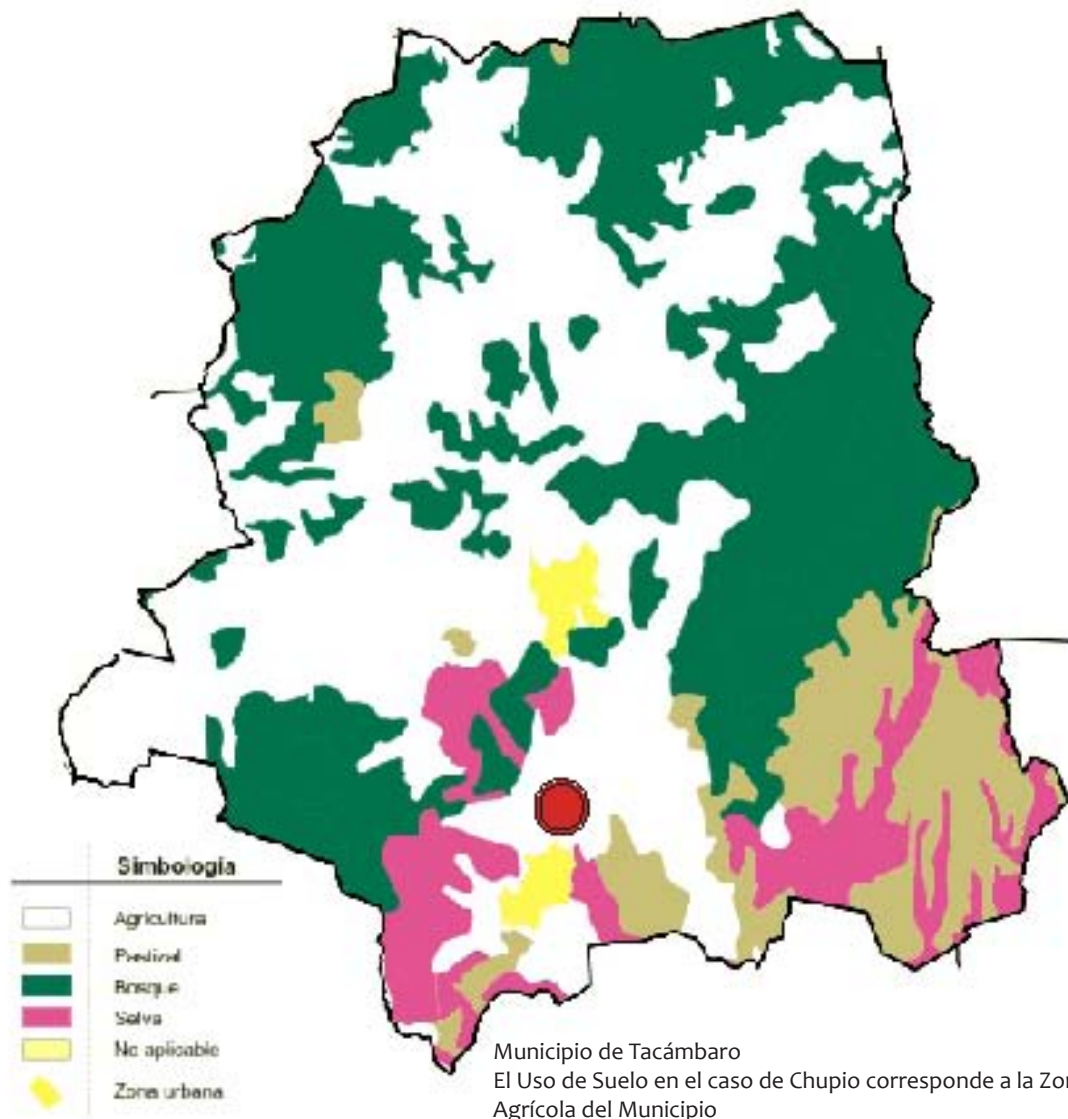 Simbología
Agricultura
Pastizal
Bosque
Selva
No aplicable
Zona urbana
Municipio de Tacámbaro
El Uso de Suelo en el caso de Chupio corresponde a la Zon
Agrícola del Municipio